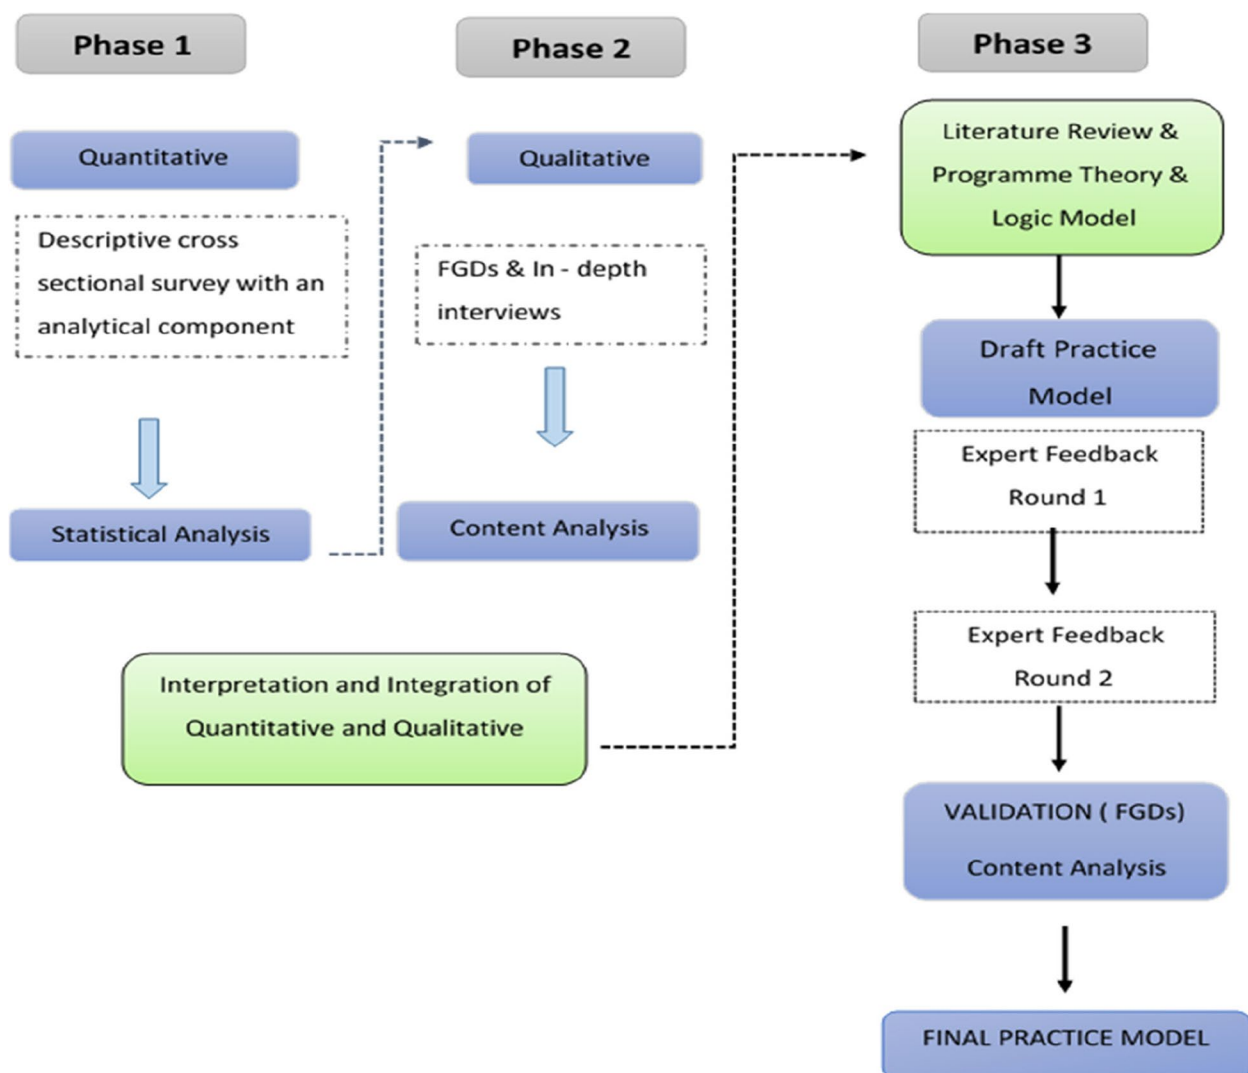 Phase 1
Quantitative
Descriptive cross
sectional survey with an
analytical component
Statistical Analysis
Phase 2
Qualitative
FGDs & In - depth
interviews
Content Analysis
Interpretation and Integration of
Quantitative and Qualitative
Phase 3
Literature Review &
Programme Theory &
Logic Model
Draft Practice
Model
Expert Feedback
Round 1
Expert Feedback
Round 2
VALIDATION ( FGDs)
Content Analysis
FINAL PRACTICE MODEL